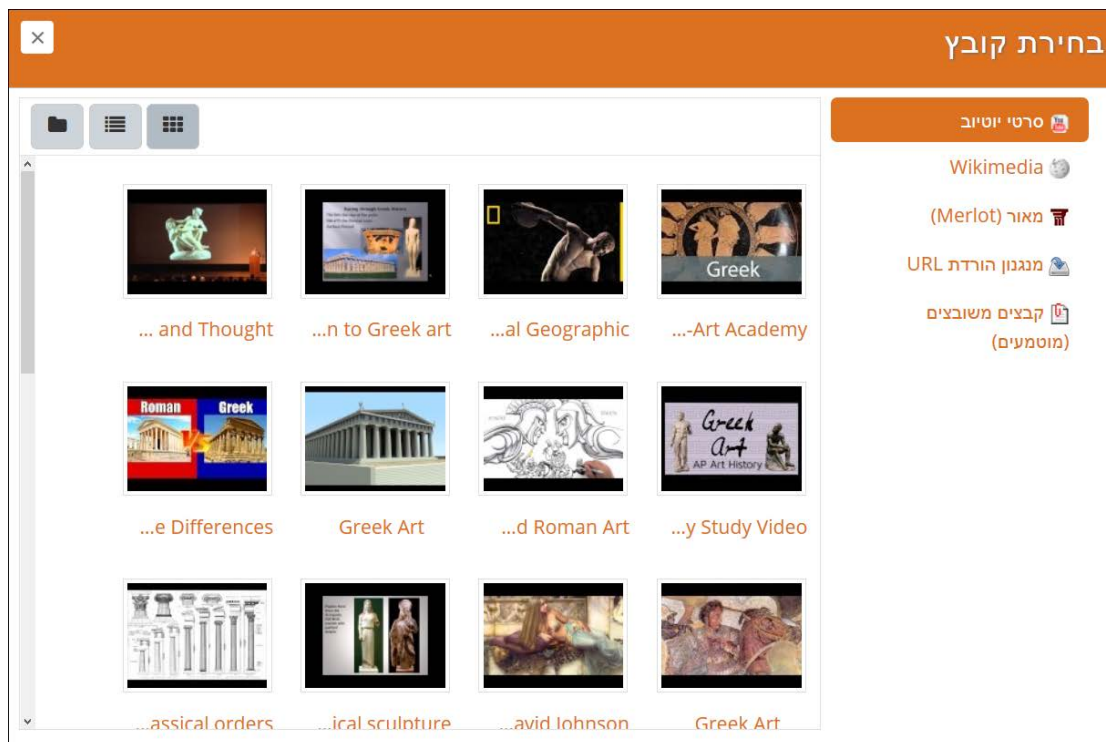 בחירת קובץ
סרטי יוטיוב
Wikimedia
מאור (Merlot)
מנגנון הורדת URL
קבצים משובצים
(מוטמעים)
Greek
...-Art Academy
...al Geographic
...n to Greek art
... and Thought
Greek
Art
AP Art History
Roman Vs Greek
...y Study Video
...d Roman Art
Greek Art
...e Differences
Greek Art
...avid Johnson
...ical sculpture
...assical orders